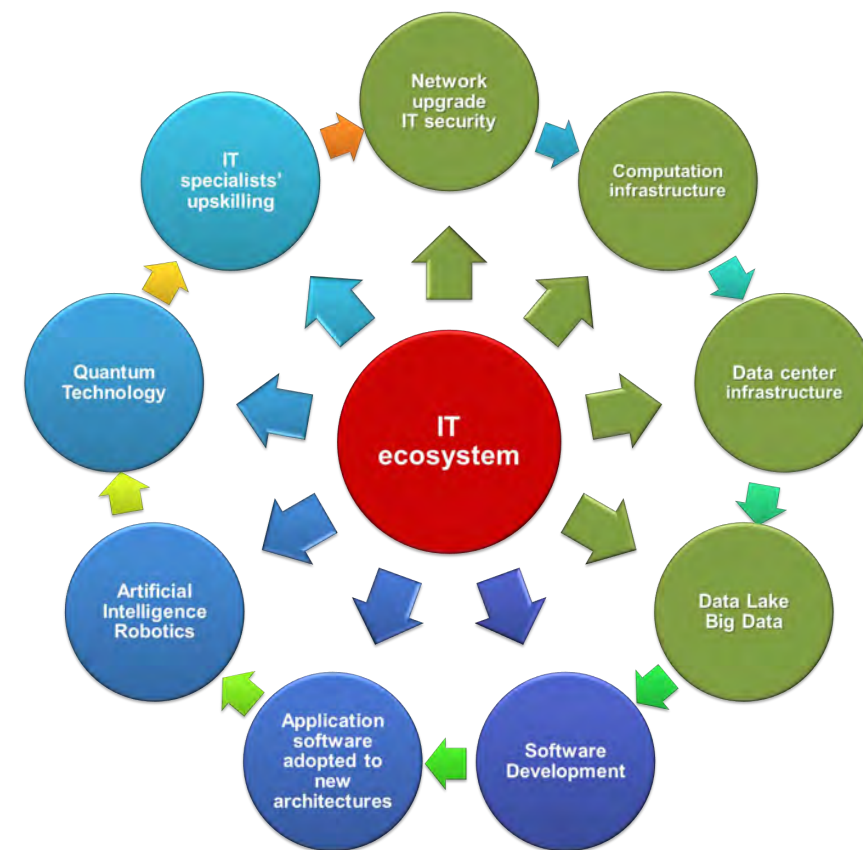 Network
upgrade
IT security
Computation
infrastructure
Data center
infrastructure
Data Lake
Big Data
Software
Development
Application
software
adopted to
new
architectures
Artificial
Intelligence
Robotics
Quantum
Technology
IT
specialists'
upskilling
IT
ecosystem